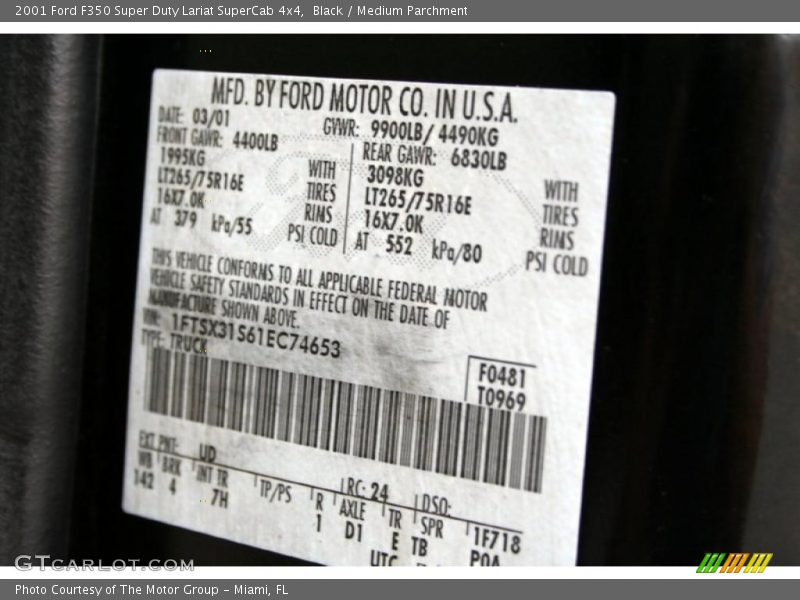 2001 Ford F350 Super Duty Lariat SuperCab 4x4,  Black / Medium Parchment
MFD. BY FORD MOTOR CO. IN U.S.A.
DATE: 03/01 GVWR: 9900LB/ 4490KG
FRONT GAWR: 4400LB REAR GAWR: 6830LB
1995KG WITH 3098KG WITH
LT265/75R16E TIRES LT265/75R16E TIRES
16X7.0K RINS 16X7.0K RINS
AT 379 kPa/55 PSI COLD AT 552 kPa/80 PSI COLD
THIS VEHICLE CONFORMS TO ALL APPLICABLE FEDERAL MOTOR
VEHICLE SAFETY STANDARDS IN EFFECT ON THE DATE OF
MANUFACTURE SHOWN ABOVE.
VIN: 1FTSX31S61EC74653
TYPE: TRUCK
F0481
T0969
EXT PNT: UD RC: 24 DSO:
WB BRK INT TR TP/PS R AXLE TR SPR 1F718
142 4 7H 1 D1 E TB POA
UTC
GTCARLOT.COM
Photo Courtesy of The Motor Group – Miami, FL